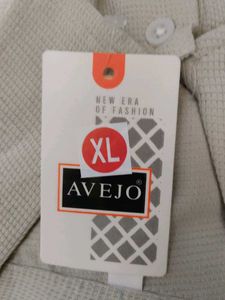 NEW ERA
OF FASHION
XL
AVEJO®